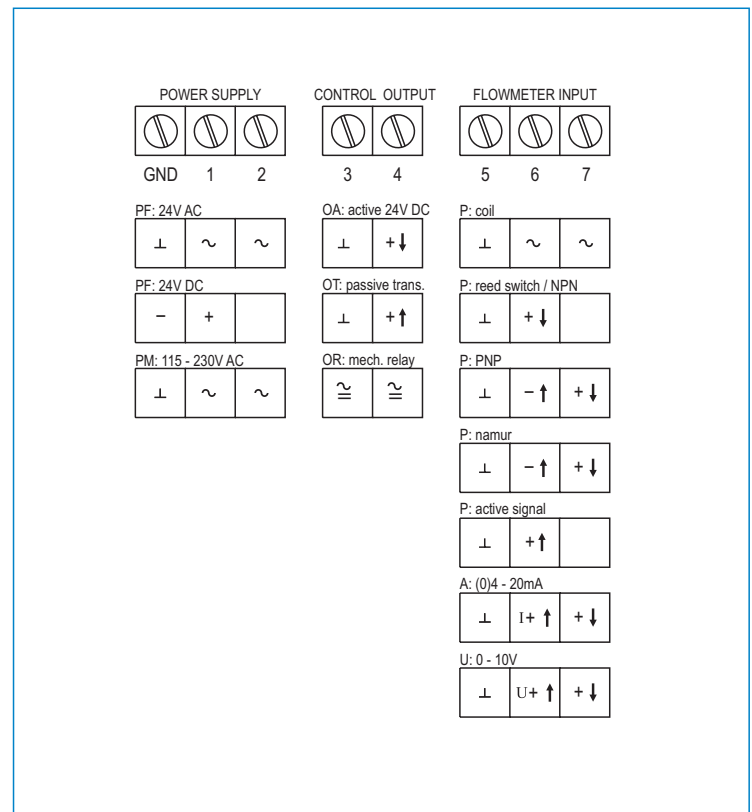 POWER SUPPLY CONTROL OUTPUT FLOWMETER INPUT
GND 1 2 3 4 5 6 7
PF: 24V AC OA: active 24V DC P: coil
⊥ ~ ~ ⊥ +↓ ⊥ ~ ~
PF: 24V DC OT: passive trans. P: reed switch / NPN
− + ⊥ +↑ ⊥ +↓
PM: 115 - 230V AC OR: mech. relay P: PNP
⊥ ~ ~ ≅ ≅ ⊥ −↑ +↓
P: namur
⊥ −↑ +↓
P: active signal
⊥ +↑
A: (0)4 - 20mA
⊥ I+ ↑ +↓
U: 0 - 10V
⊥ U+ ↑ +↓